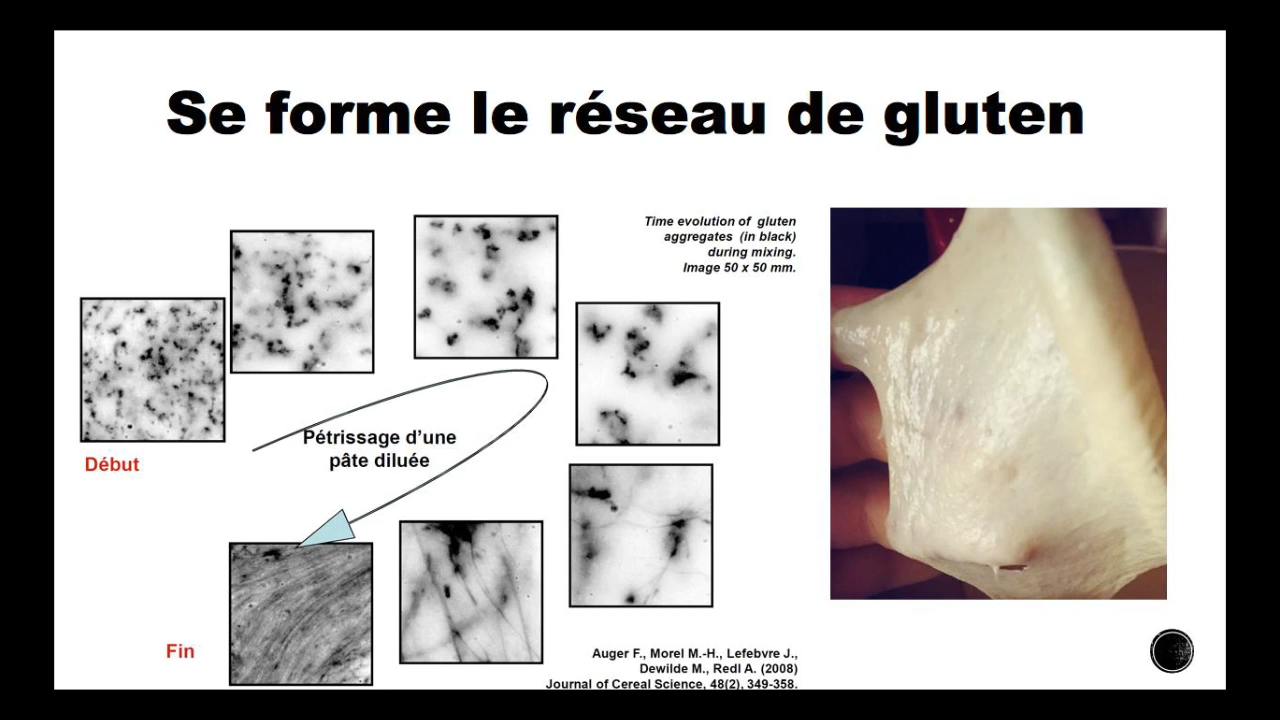 Se forme le réseau de gluten
Time evolution of gluten
aggregates (in black)
during mixing.
Image 50 x 50 mm.
Pétrissage d'une
pâte diluée
Début
Fin
Auger F., Morel M.-H., Lefebvre J.,
Dewilde M., Redl A. (2008)
Journal of Cereal Science, 48(2), 349-358.